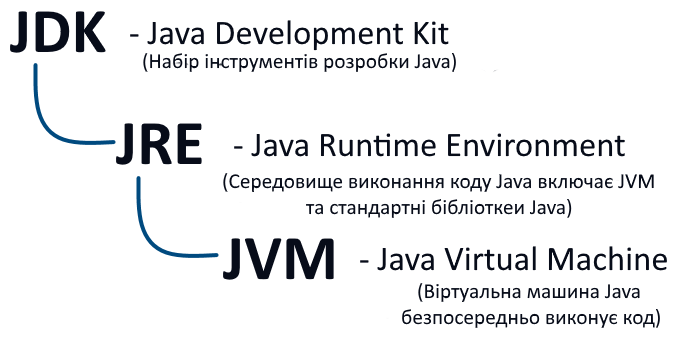 JDK - Java Development Kit
(Набір інструментів розробки Java)
JRE - Java Runtime Environment
(Середовище виконання коду Java включає JVM
та стандартні бібліотеки Java)
JVM - Java Virtual Machine
(Віртуальна машина Java
безпосередньо виконує код)